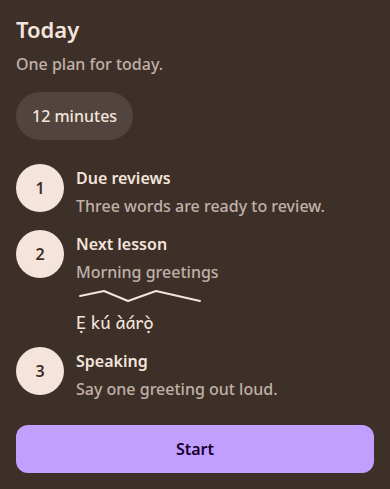 Today
One plan for today.
12 minutes
1
Due reviews
Three words are ready to review.
2
Next lesson
Morning greetings
Ẹ kú àárọ̀
3
Speaking
Say one greeting out loud.
Start